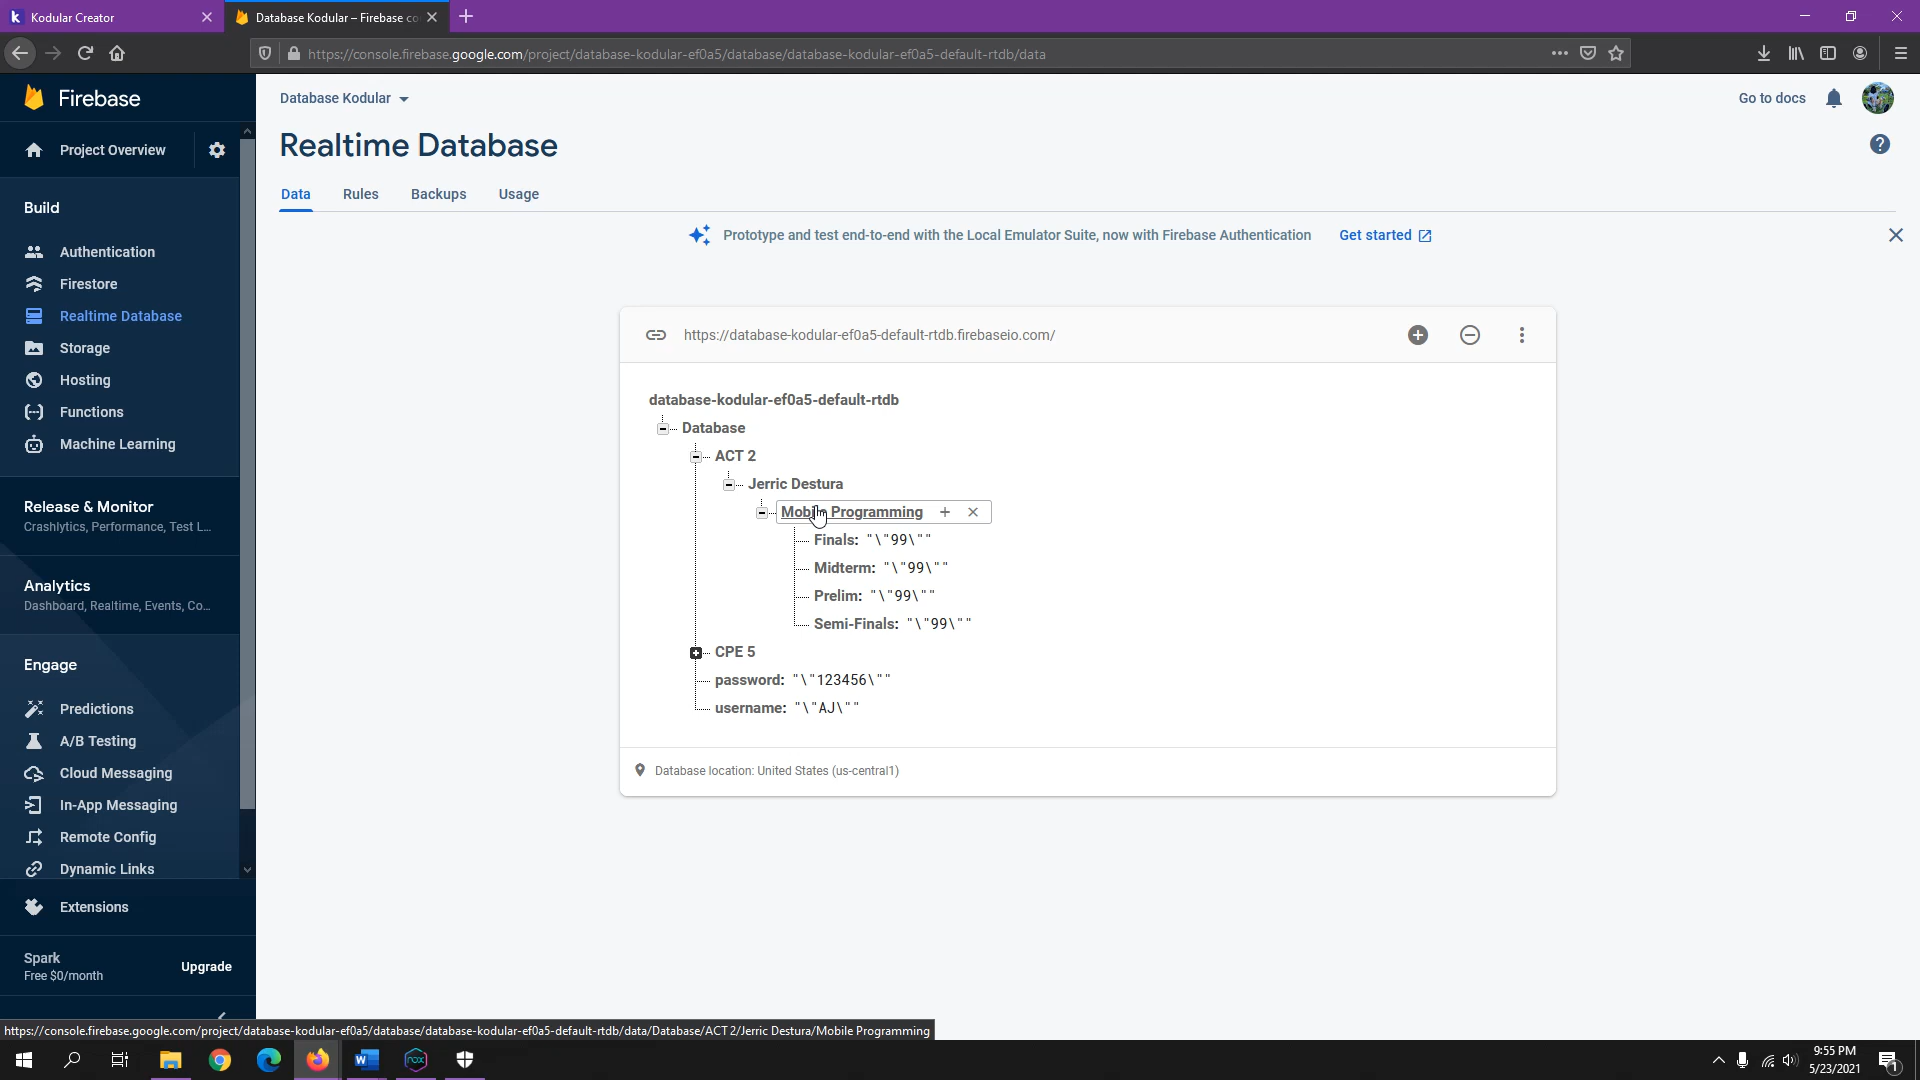 Kodular Creator
Database Kodular – Firebase co
https://console.firebase.google.com/project/database-kodular-ef0a5/database/database-kodular-ef0a5-default-rtdb/data
Firebase
Database Kodular
Go to docs
Project Overview
Realtime Database
Data Rules Backups Usage
Build
Prototype and test end-to-end with the Local Emulator Suite, now with Firebase Authentication Get started
Authentication
Firestore
Realtime Database
Storage
Hosting
Functions
Machine Learning
Release & Monitor
Crashlytics, Performance, Test L...
Analytics
Dashboard, Realtime, Events, Co...
Engage
Predictions
A/B Testing
Cloud Messaging
In-App Messaging
Remote Config
Dynamic Links
Extensions
Spark
Free $0/month
Upgrade
https://database-kodular-ef0a5-default-rtdb.firebaseio.com/
database-kodular-ef0a5-default-rtdb
Database
ACT 2
Jerric Destura
Mobile Programming
Finals: "\"99\""
Midterm: "\"99\""
Prelim: "\"99\""
Semi-Finals: "\"99\""
CPE 5
password: "\"123456\""
username: "\"AJ\""
Database location: United States (us-central1)
https://console.firebase.google.com/project/database-kodular-ef0a5/database/database-kodular-ef0a5-default-rtdb/data/Database/ACT 2/Jerric Destura/Mobile Programming
nox
9:55 PM
5/23/2021
1